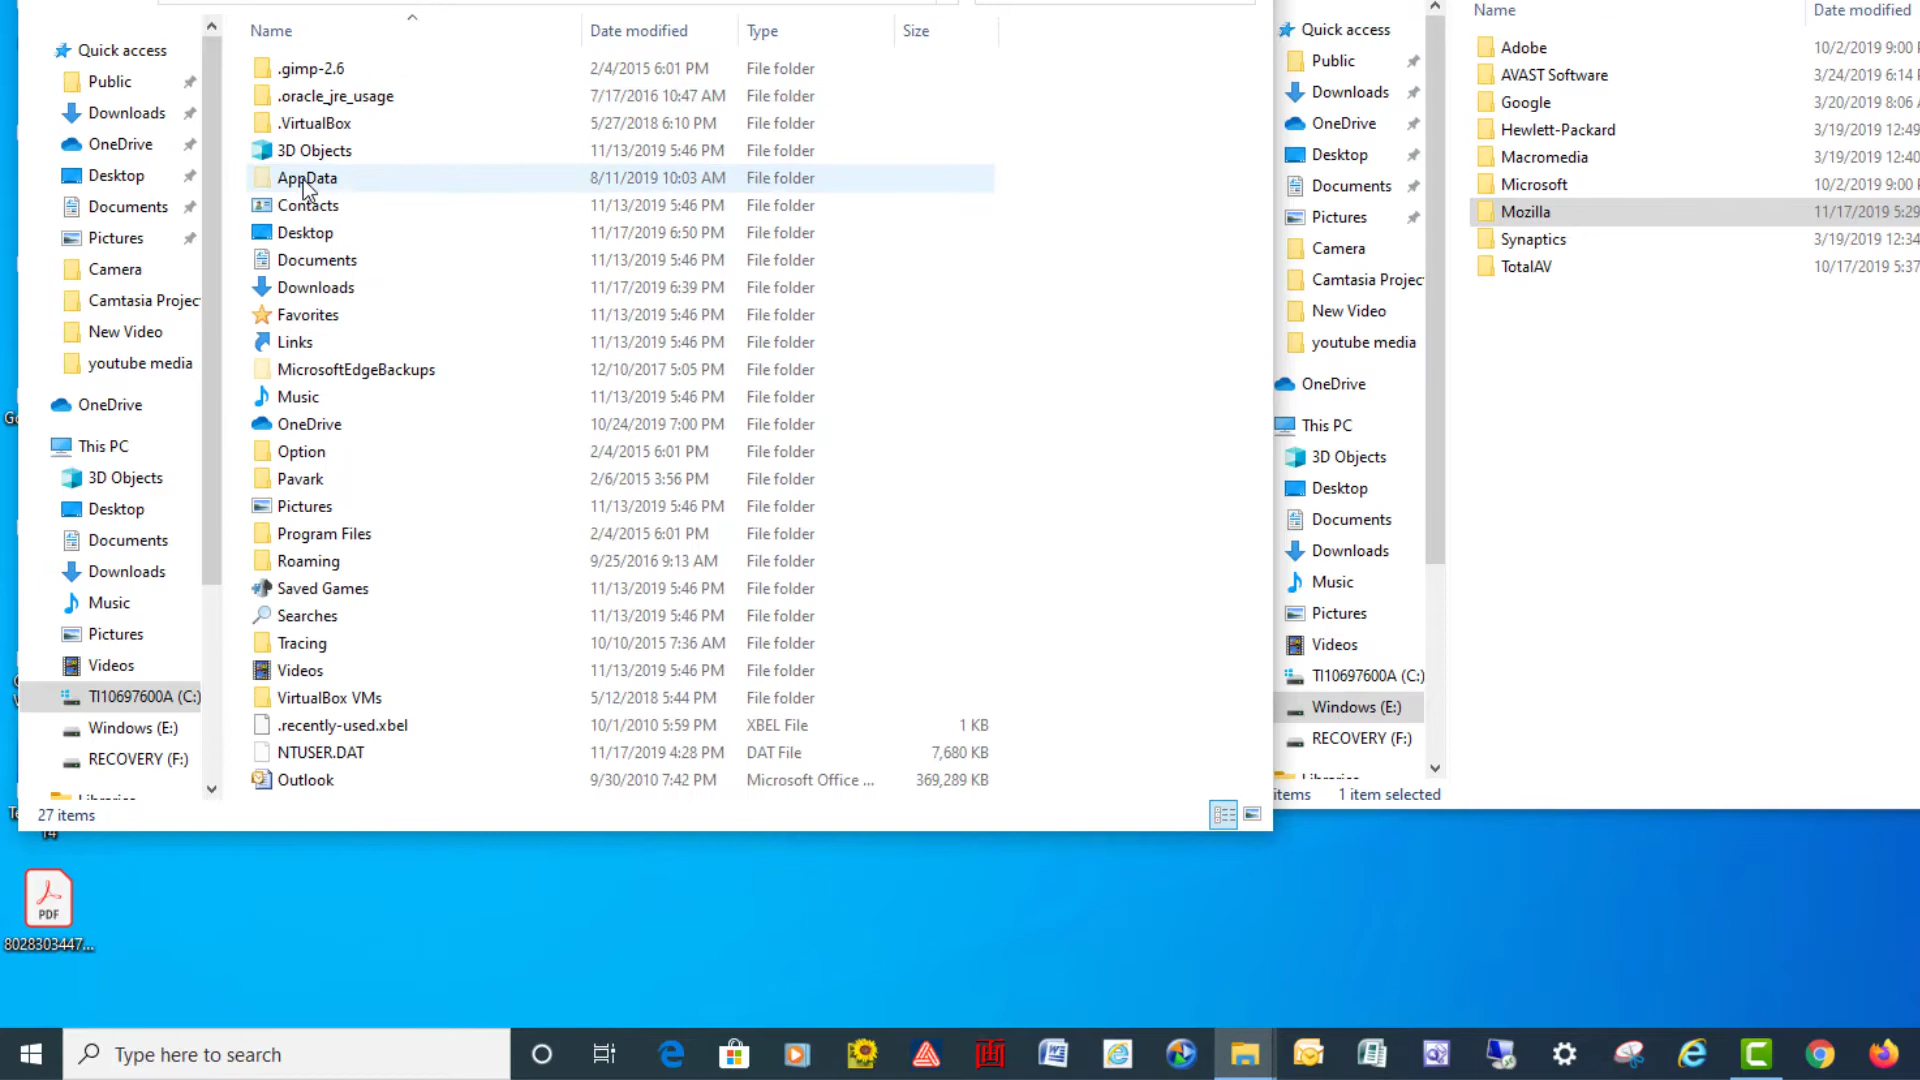 Name Date modified Type Size
Quick access
Public
Downloads
OneDrive
Desktop
Documents
Pictures
Camera
Camtasia Projec
New Video
youtube media
OneDrive
This PC
3D Objects
Desktop
Documents
Downloads
Music
Pictures
Videos
TI10697600A (C:)
Windows (E:)
RECOVERY (F:)
.gimp-2.6 2/4/2015 6:01 PM File folder
.oracle_jre_usage 7/17/2016 10:47 AM File folder
.VirtualBox 5/27/2018 6:10 PM File folder
3D Objects 11/13/2019 5:46 PM File folder
AppData 8/11/2019 10:03 AM File folder
Contacts 11/13/2019 5:46 PM File folder
Desktop 11/17/2019 6:50 PM File folder
Documents 11/13/2019 5:46 PM File folder
Downloads 11/17/2019 6:39 PM File folder
Favorites 11/13/2019 5:46 PM File folder
Links 11/13/2019 5:46 PM File folder
MicrosoftEdgeBackups 12/10/2017 5:05 PM File folder
Music 11/13/2019 5:46 PM File folder
OneDrive 10/24/2019 7:00 PM File folder
Option 2/4/2015 6:01 PM File folder
Pavark 2/6/2015 3:56 PM File folder
Pictures 11/13/2019 5:46 PM File folder
Program Files 2/4/2015 6:01 PM File folder
Roaming 9/25/2016 9:13 AM File folder
Saved Games 11/13/2019 5:46 PM File folder
Searches 11/13/2019 5:46 PM File folder
Tracing 10/10/2015 7:36 AM File folder
Videos 11/13/2019 5:46 PM File folder
VirtualBox VMs 5/12/2018 5:44 PM File folder
.recently-used.xbel 10/1/2010 5:59 PM XBEL File 1 KB
NTUSER.DAT 11/17/2019 4:28 PM DAT File 7,680 KB
Outlook 9/30/2010 7:42 PM Microsoft Office ... 369,289 KB
27 items
Quick access
Public
Downloads
OneDrive
Desktop
Documents
Pictures
Camera
Camtasia Projec
New Video
youtube media
OneDrive
This PC
3D Objects
Desktop
Documents
Downloads
Music
Pictures
Videos
TI10697600A (C:)
Windows (E:)
RECOVERY (F:)
items 1 item selected
Name Date modified
Adobe 10/2/2019 9:00
AVAST Software 3/24/2019 6:14
Google 3/20/2019 8:06
Hewlett-Packard 3/19/2019 12:49
Macromedia 3/19/2019 12:40
Microsoft 10/2/2019 9:00
Mozilla 11/17/2019 5:29
Synaptics 3/19/2019 12:34
TotalAV 10/17/2019 5:37
14
PDF
8028303447...
Type here to search